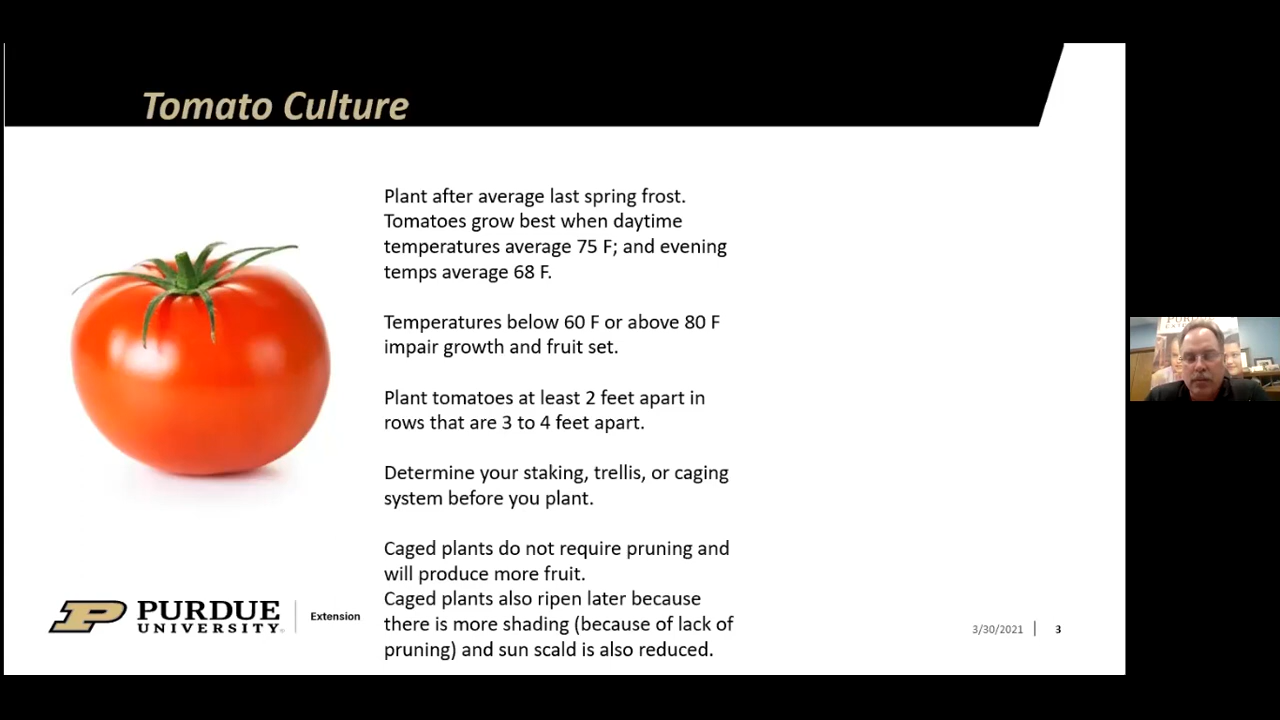 Tomato Culture
Plant after average last spring frost.
Tomatoes grow best when daytime
temperatures average 75 F; and evening
temps average 68 F.
Temperatures below 60 F or above 80 F
impair growth and fruit set.
Plant tomatoes at least 2 feet apart in
rows that are 3 to 4 feet apart.
Determine your staking, trellis, or caging
system before you plant.
Caged plants do not require pruning and
will produce more fruit.
Caged plants also ripen later because
there is more shading (because of lack of
pruning) and sun scald is also reduced.
P PURDUE
UNIVERSITY®
Extension
3/30/2021 | 3